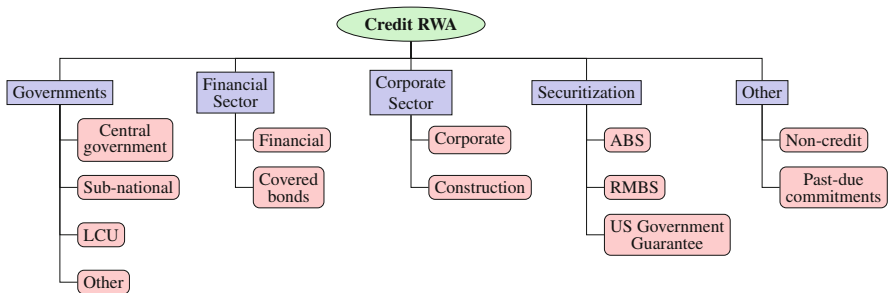 Credit RWA
Governments
Financial
Sector
Corporate
Sector
Securitization
Other
Central
government
Sub-national
LCU
Other
Financial
Covered
bonds
Corporate
Construction
ABS
RMBS
US Government
Guarantee
Non-credit
Past-due
commitments